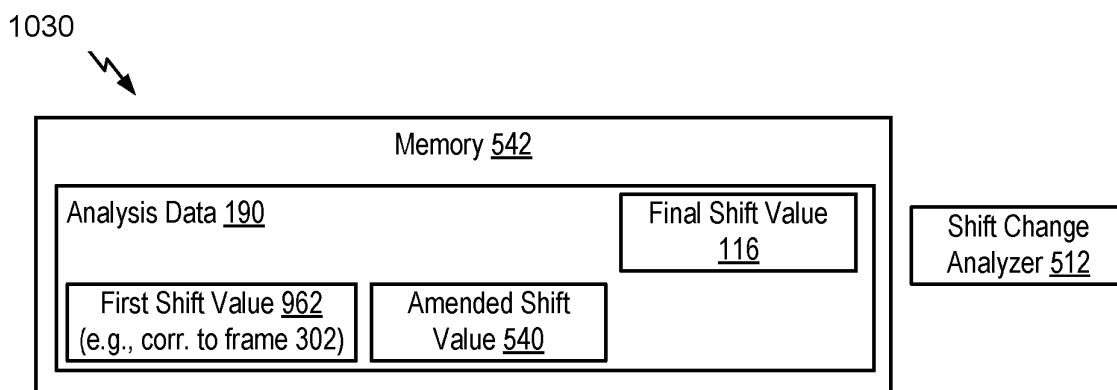 1030
Memory 542
Analysis Data 190
Final Shift Value
116
Shift Change
Analyzer 512
First Shift Value 962
(e.g., corr. to frame 302)
Amended Shift
Value 540